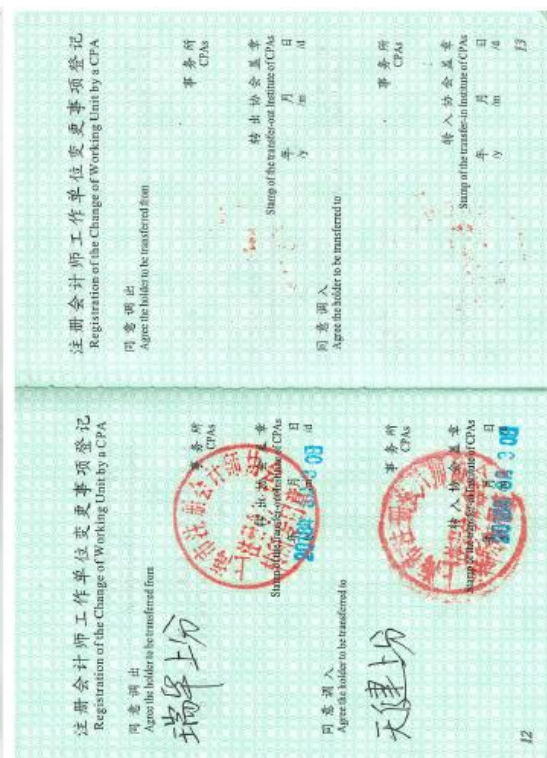 注册会计师工作单位变更事项登记
Registration of the Change of Working Unit by a CPA
同意调出
Agree the holder to be transferred from
瑞华上分
事务所
CPAs
转出协会盖章
Stamp of the transfer-out Institute of CPAs
月 日
/d
同意调入
Agree the holder to be transferred to
天健上分
事务所
CPAs
转入协会盖章
Stamp of the transfer-in Institute of CPAs
月 日
12
注册会计师工作单位变更事项登记
Registration of the Change of Working Unit by a CPA
同意调出
Agree the holder to be transferred from
事务所
CPAs
转出协会盖章
Stamp of the transfer-out Institute of CPAs
年 月 日
/y /m /d
同意调入
Agree the holder to be transferred to
事务所
CPAs
转入协会盖章
Stamp of the transfer-in Institute of CPAs
年 月 日
/y /m /d
13